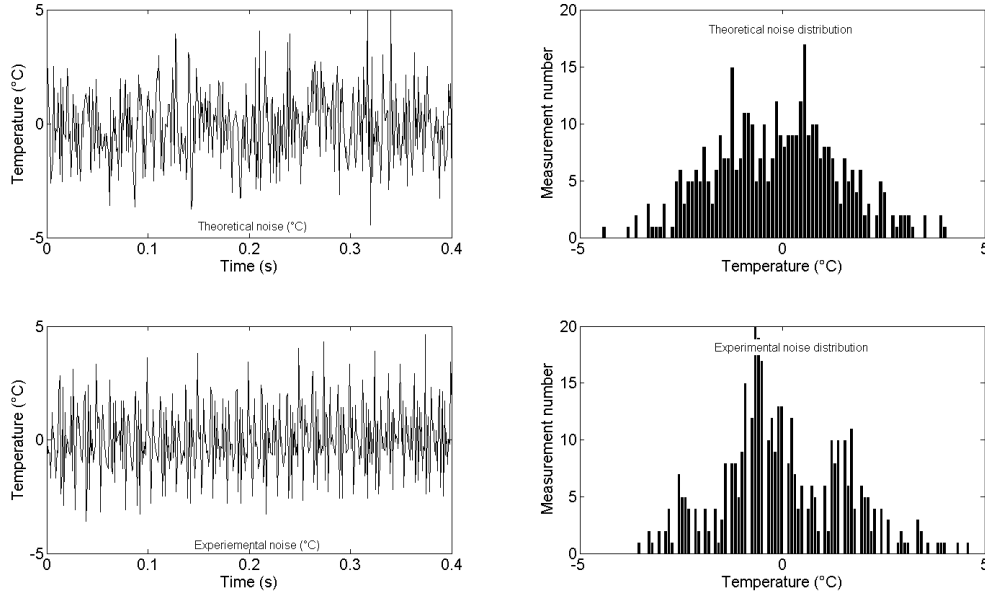 5
0
-5
Temperature (°C)
Theoretical noise (°C)
0
0.1
0.2
0.3
0.4
Time (s)
20
15
10
5
0
Measurement number
Theoretical noise distribution
-5
0
5
Temperature (°C)
5
0
-5
Temperature (°C)
Experiemental noise (°C)
0
0.1
0.2
0.3
0.4
Time (s)
20
15
10
5
0
Measurement number
Experimental noise distribution
-5
0
5
Temperature (°C)